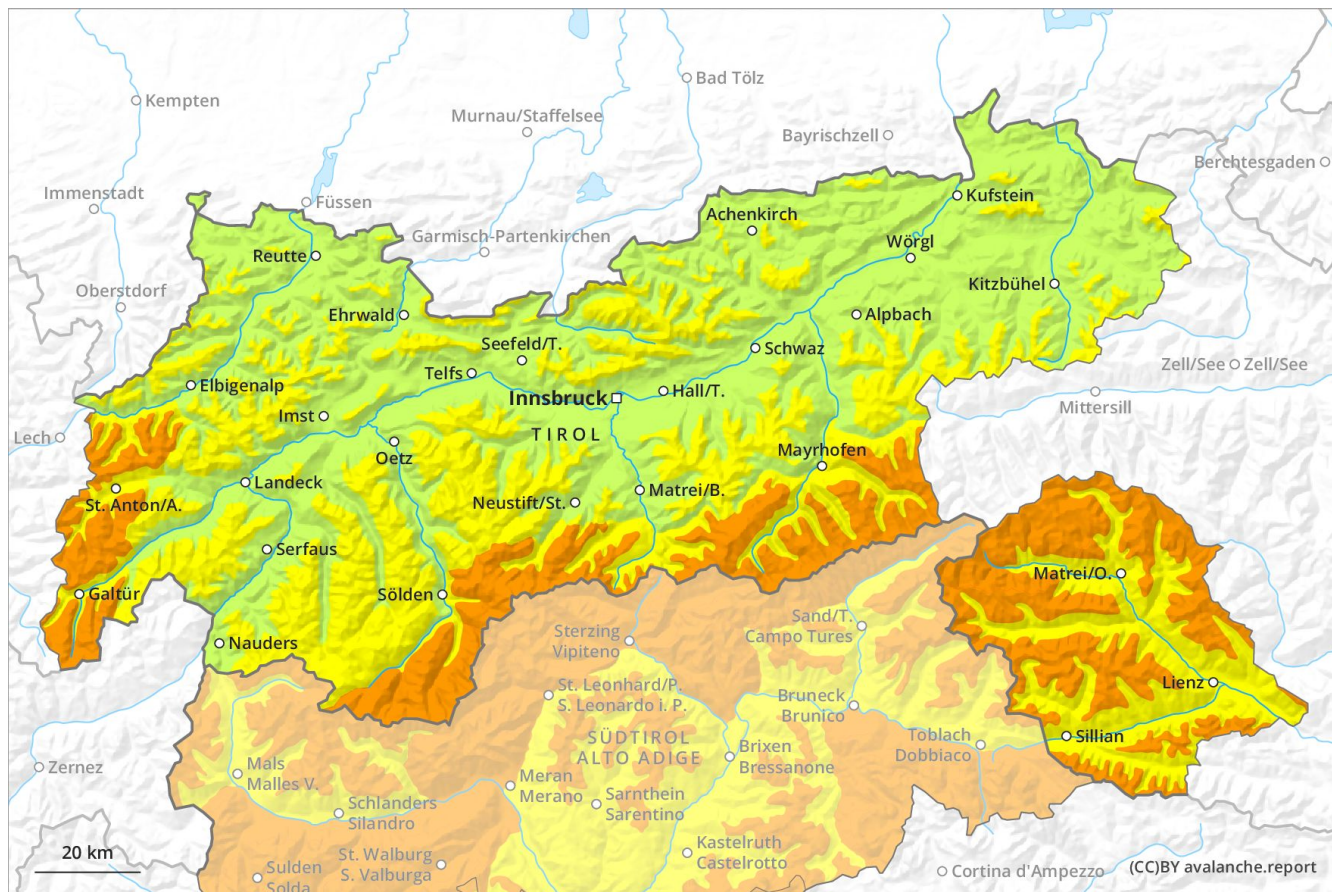 Kempten
Bad Tölz
Murnau/Staffelsee
Bayrischzell
Berchtesgaden
Immenstadt
Füssen
Kufstein
Achenkirch
Garmisch-Partenkirchen
Wörgl
Reutte
Oberstdorf
Kitzbühel
Ehrwald
Alpbach
Seefeld/T.
Schwaz
Zell/See
Zell/See
Telfs
Elbigenalp
Hall/T.
Innsbruck
Mittersill
Imst
TIROL
Lech
Mayrhofen
Oetz
Landeck
Matrei/B.
St. Anton/A.
Neustift/St.
Serfaus
Matrei/O.
Galtür
Sölden
Sand/T.
Campo Tures
Sterzing
Vipiteno
Nauders
Lienz
St. Leonhard/P.
S. Leonardo i. P.
Bruneck
Brunico
SÜDTIROL
ALTO ADIGE
Toblach
Dobbiaco
Sillian
Brixen
Bressanone
Zernez
Mals
Malles V.
Meran
Merano
Sarnthein
Sarentino
Schlanders
Silandro
Kastelruth
Castelrotto
20 km
St. Walburg
S. Valburga
Sulden
Solda
Cortina d'Ampezzo
(CC)BY avalanche.report